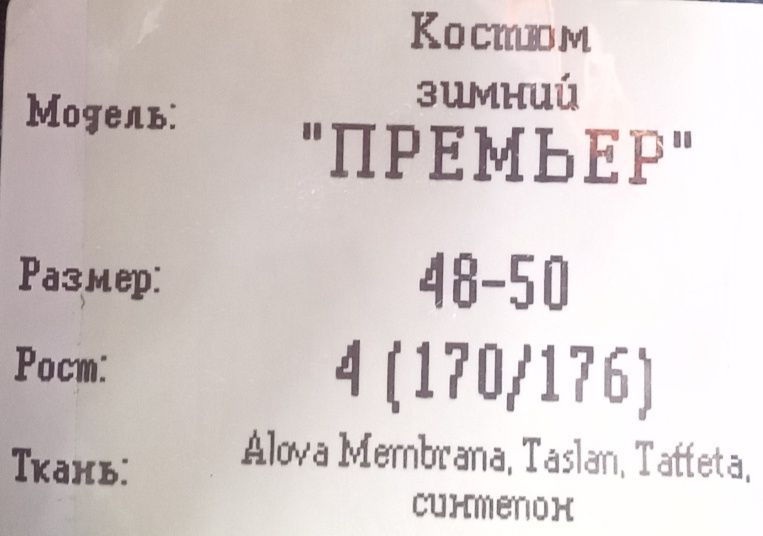 Костюм
зимний
Модель:
"ПРЕМЬЕР"
Размер: 48-50
Рост: 4 (170/176)
Ткань: Alova Membrana, Taslan, Taffeta,
синтепон